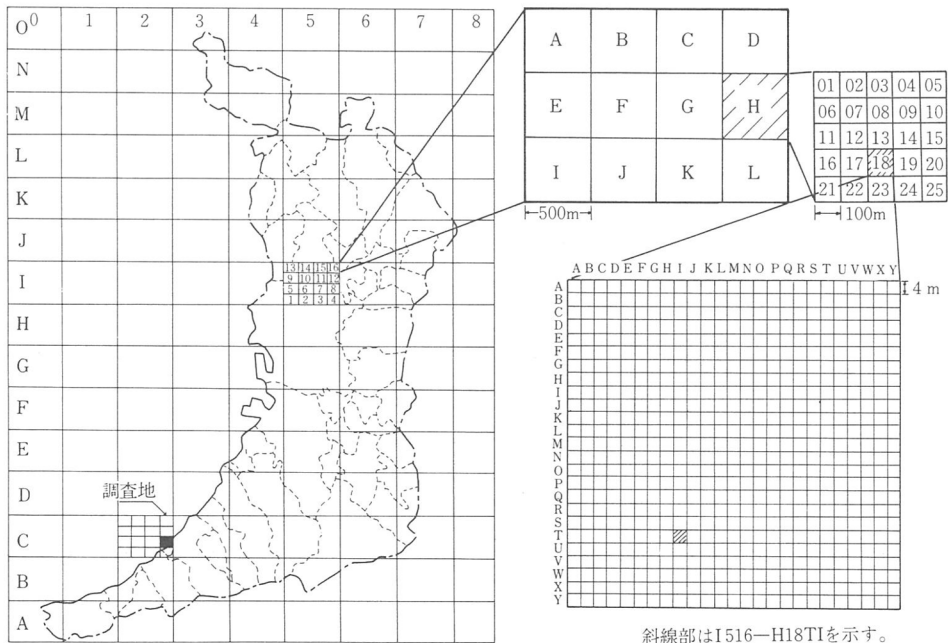 0 1 2 3 4 5 6 7 8
O
N
M
L
K
J
I
H
G
F
E
D
C
B
A
13 14 15 16
9 10 11 12
5 6 7 8
1 2 3 4
調査地
A B C D
E F G H
I J K L
500m
01 02 03 04 05
06 07 08 09 10
11 12 13 14 15
16 17 18 19 20
21 22 23 24 25
100m
A B C D E F G H I J K L M N O P Q R S T U V W X Y
4 m
A
B
C
D
E
F
G
H
I
J
K
L
M
N
O
P
Q
R
S
T
U
V
W
X
Y
斜線部はI516―H18TIを示す。